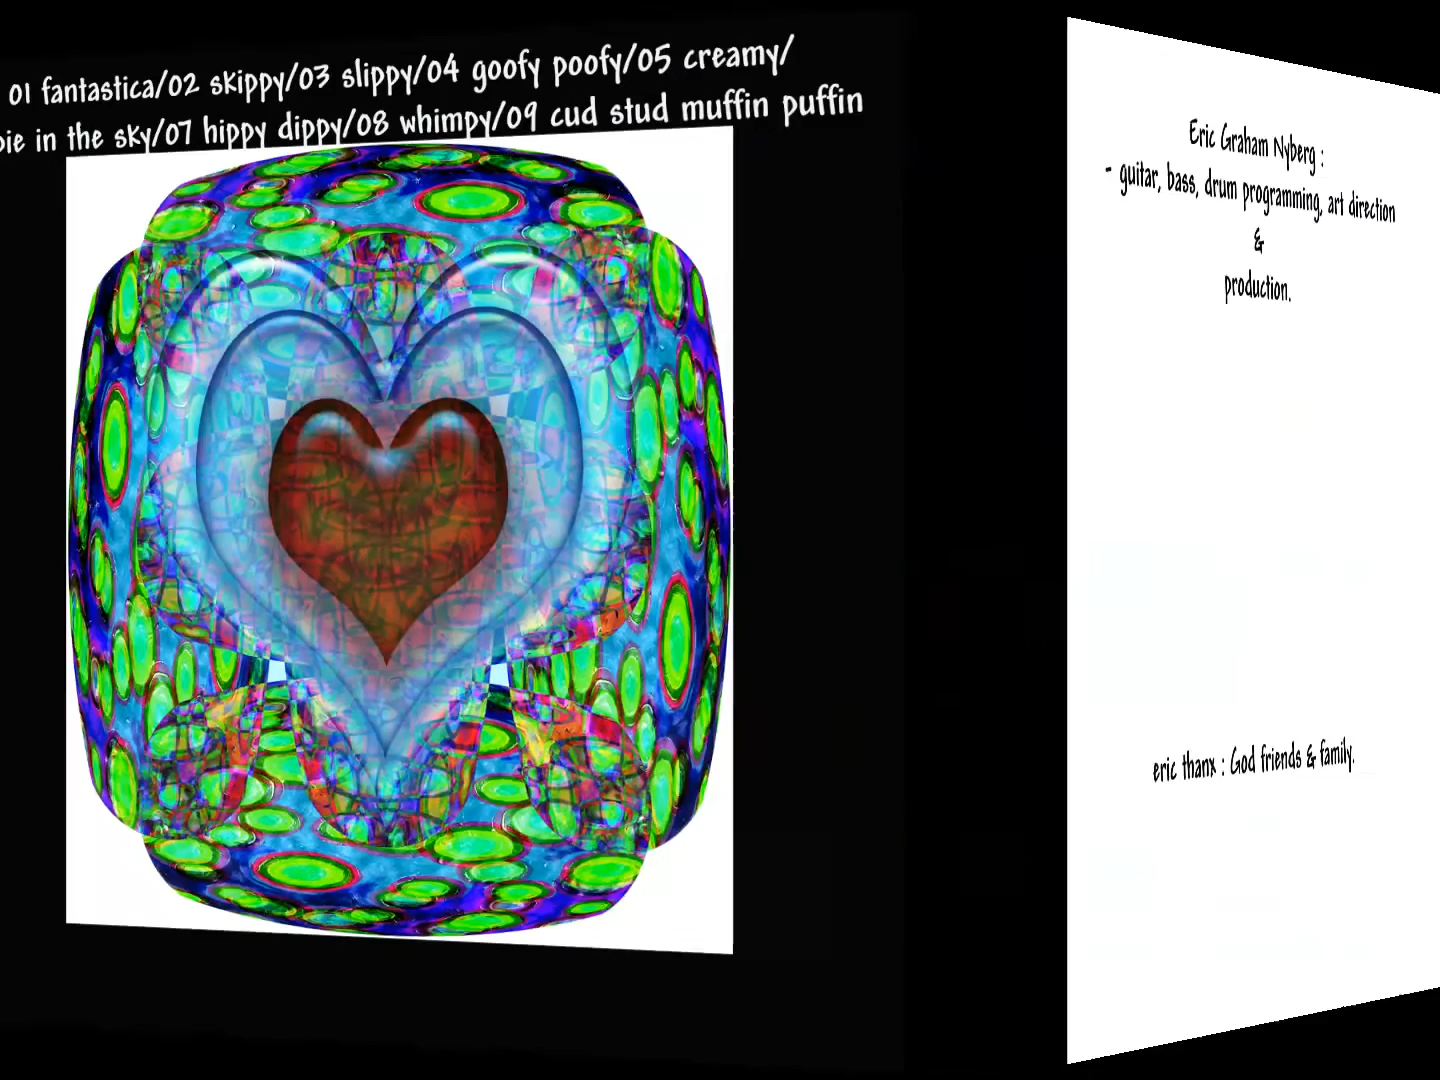 01 fantastica/02 skippy/03 slippy/04 goofy poofy/05 creamy/
pie in the sky/07 hippy dippy/08 whimpy/09 cud stud muffin puffin
Eric Graham Nyberg :
- guitar, bass, drum programming, art direction
&
production.
eric thanx : God friends & family.